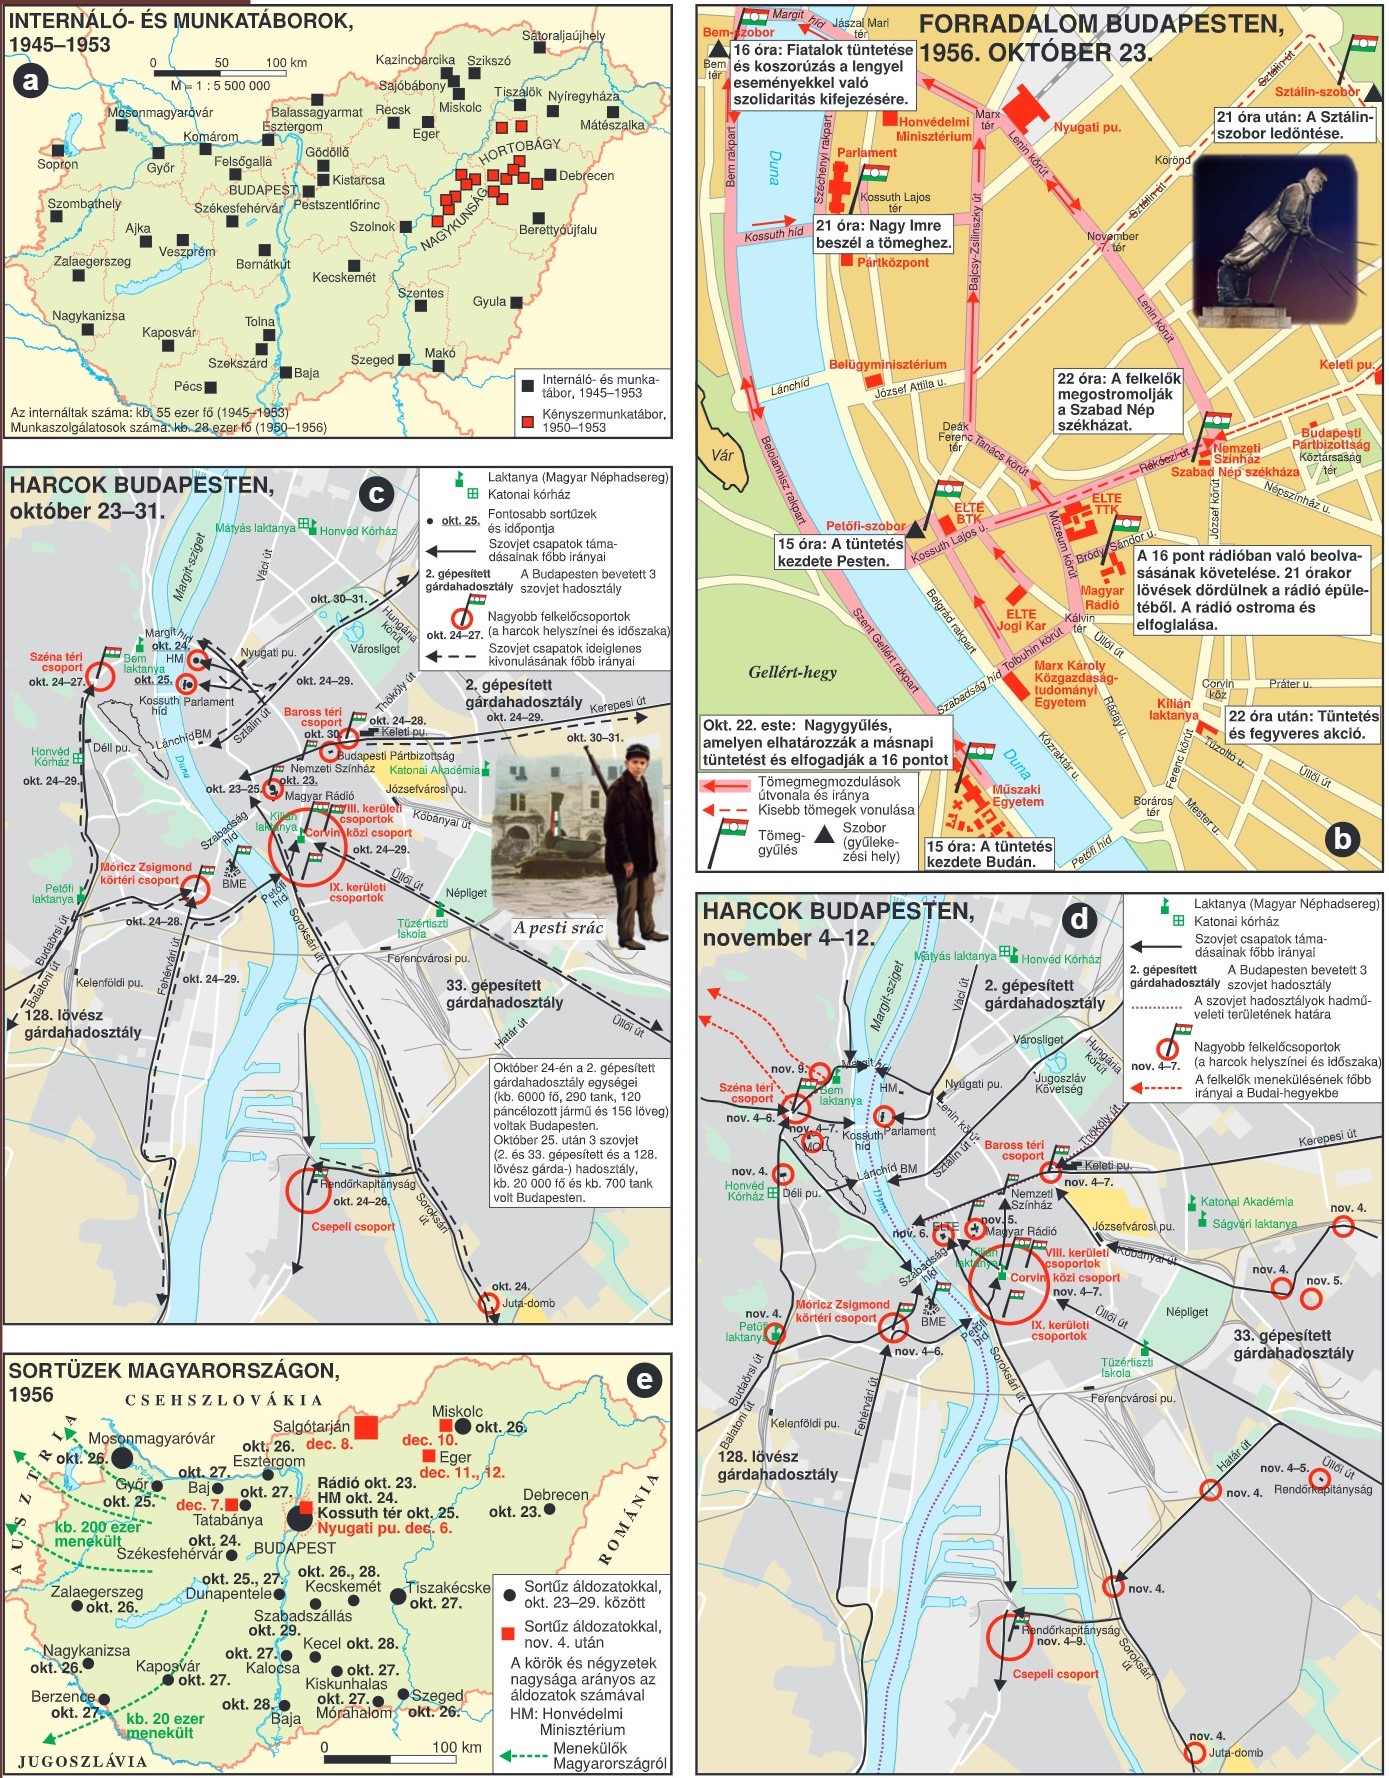 INTERNÁLÓ- ÉS MUNKATÁBOROK,
1945–1953
a
0 50 100 km
M = 1 : 5 500 000
Sátoraljaújhely
Kazincbarcika
Szikszó
Sajóbábony
Miskolc
Tiszalök
Nyíregyháza
Mátészalka
Balassagyarmat
Recsk
Eger
Mosonmagyaróvár
Komárom
Esztergom
Sopron
Győr
Felsőgalla
Gödöllő
HORTOBÁGY
Kistarcsa
Debrecen
BUDAPEST
Pestszentlőrinc
Szombathely
Székesfehérvár
NAGYKUNSÁG
Szolnok
Berettyóújfalu
Ajka
Veszprém
Zalaegerszeg
Bernátkút
Kecskemét
Szentes
Gyula
Nagykanizsa
Kaposvár
Tolna
Szekszárd
Szeged
Makó
Pécs
Baja
Internáló- és munka-
tábor, 1945–1953
Kényszermunkatábor,
1950–1953
Az internáltak száma: kb. 55 ezer fő (1945–1953)
Munkaszolgálatosok száma: kb. 28 ezer fő (1950–1956)
FORRADALOM BUDAPESTEN,
1956. OKTÓBER 23.
Margit híd
Jászai Mari
tér
Bem-szobor
Bem
tér
16 óra: Fiatalok tüntetése
és koszorúzás a lengyel
eseményekkel való
szolidaritás kifejezésére.
Sztálin út
Sztálin-szobor
21 óra után: A Sztálin-
szobor ledöntése.
Honvédelmi
Minisztérium
Marx
tér
Nyugati pu.
Lenin körút
Bem rakpart
Duna
Széchenyi rakpart
Parlament
Kossuth Lajos
tér
Körönd
Sztálin út
21 óra: Nagy Imre
beszél a tömeghez.
Kossuth híd
Pártközpont
Bajcsy-Zsilinszky út
November
7. tér
Lenin körút
Belügyminisztérium
Lánchíd
József Attila u.
22 óra: A felkelők
megostromolják
a Szabad Nép
székházat.
Keleti pu.
Vár
Deák
Ferenc
tér
Tanács körút
Rákóczi út
Nemzeti
Színház
Szabad Nép székháza
Budapesti
Pártbizottság
Köztársaság
tér
Népszínház u.
József körút
Belojanisz rakpart
Petőfi-szobor
15 óra: A tüntetés
kezdete Pesten.
ELTE
BTK
Kossuth Lajos u.
ELTE
TTK
Múzeum körút
Bródy Sándor u.
Magyar
Rádió
A 16 pont rádióban való beolva-
sásának követelése. 21 órakor
lövések dördülnek a rádió épüle-
téből. A rádió ostroma és
elfoglalása.
Belgrád rakpart
ELTE
Jogi Kar
Kálvin
tér
Üllői út
Tolbuhin körút
Szent Gellért rakpart
Gellért-hegy
Szabadság híd
Marx Károly
Közgazdaság-
tudományi
Egyetem
Ráday u.
Corvin
köz
Práter u.
Kilián
laktanya
22 óra után: Tüntetés
és fegyveres akció.
Tűzoltó u.
Ferenc körút
Üllői út
Okt. 22. este: Nagygyűlés,
amelyen elhatározzák a másnapi
tüntetést és elfogadják a 16 pontot
Duna
Közraktár u.
Műszaki
Egyetem
Boráros
tér
Mester u.
Petőfi híd
15 óra: A tüntetés
kezdete Budán.
Tömegmegmozdulások
útvonala és iránya
Kisebb tömegek vonulása
Tömeg-
gyűlés
Szobor
(gyüleke-
zési hely)
b
HARCOK BUDAPESTEN,
október 23–31.
c
Laktanya (Magyar Néphadsereg)
Katonai kórház
okt. 25. Fontosabb sortüzek
és időpontja
Szovjet csapatok táma-
dásainak főbb irányai
2. gépesített
gárdahadosztály
A Budapesten bevetett 3
szovjet hadosztály
Nagyobb felkelőcsoportok
(a harcok helyszínei és időszaka)
okt. 24–27.
Szovjet csapatok ideiglenes
kivonulásának főbb irányai
Mátyás laktanya
Honvéd Kórház
Margit-sziget
Váci út
okt. 30–31.
Hungária
körút
Városliget
Margit híd
okt. 24.
HM
Nyugati pu.
Széna téri
csoport
okt. 24–27.
Bem
laktanya
okt. 25.
okt. 24–29.
Kossuth
híd
Parlament
Sztálin út
Thököly út
2. gépesített
gárdahadosztály
okt. 24–29.
Kerepesi út
Baross téri
csoport
okt. 24–28.
okt. 30.
Keleti pu.
okt. 30–31.
Lánchíd
BM
Déli pu.
Honvéd
Kórház
okt. 24–29.
Duna
Budapesti Pártbizottság
Nemzeti Színház
Katonai Akadémia
okt. 23.
okt. 23–25.
Magyar Rádió
Józsefvárosi pu.
Kőbányai út
Szabadság
híd
Kilián
laktanya
VIII. kerületi
csoportok
Corvin közi csoport
okt. 24–29.
IX. kerületi
csoportok
Móricz Zsigmond
körtéri csoport
BME
Petőfi
híd
Petőfi
laktanya
Üllői út
Népliget
Tüzértiszti
Iskola
A pesti srác
okt. 24–28.
Budaörsi út
Balatoni út
Fehérvári út
Soroksári út
okt. 24–29.
Kelenföldi pu.
Ferencvárosi pu.
128. lövész
gárdahadosztály
33. gépesített
gárdahadosztály
Határ út
Üllői út
Október 24-én a 2. gépesített
gárdahadosztály egységei
(kb. 6000 fő, 290 tank, 120
páncélozott jármű és 156 löveg)
voltak Budapesten.
Október 25. után 3 szovjet
(2. és 33. gépesített és a 128.
lövész gárda-) hadosztály,
kb. 20 000 fő és kb. 700 tank
volt Budapesten.
Rendőrkapitányság
okt. 24–26.
Csepeli csoport
Soroksári
út
okt. 24.
Juta-domb
HARCOK BUDAPESTEN,
november 4–12.
d
Laktanya (Magyar Néphadsereg)
Katonai kórház
Szovjet csapatok táma-
dásainak főbb irányai
2. gépesített
gárdahadosztály
A Budapesten bevetett 3
szovjet hadosztály
A szovjet hadosztályok hadmű-
veleti területének határa
Nagyobb felkelőcsoportok
(a harcok helyszínei és időszaka)
nov. 4–7.
A felkelők menekülésének főbb
irányai a Budai-hegyekbe
Mátyás laktanya
Honvéd Kórház
Margit-sziget
Váci út
2. gépesített
gárdahadosztály
Városliget
Hungária
körút
Jugoszláv
Követség
nov. 9.
Margit
HM
Nyugati pu.
Széna téri
csoport
Bem
laktanya
nov. 4–6.
nov. 4–7.
MOL
Kossuth
híd
Parlament
Lenin körút
Sztálin út
Thököly út
Kerepesi út
Baross téri
csoport
Keleti pu.
nov. 4–7.
nov. 4.
Honvéd
Kórház
Déli pu.
Lánchíd
BM
Duna
Nemzeti
Színház
Katonai Akadémia
Ságvári laktanya
nov. 4.
ELTE
nov. 5.
nov. 6.
Magyar Rádió
Józsefvárosi pu.
Kőbányai út
Szabadság
híd
Kilián
laktanya
VIII. kerületi
csoportok
Corvin közi csoport
nov. 4–7.
IX. kerületi
csoportok
nov. 4.
nov. 5.
Móricz Zsigmond
körtéri csoport
nov. 4–6.
BME
Petőfi
híd
nov. 4.
Petőfi
laktanya
Üllői út
Népliget
Tüzértiszti
Iskola
33. gépesített
gárdahadosztály
Budaörsi út
Balatoni út
Fehérvári út
Soroksári út
Kelenföldi pu.
Ferencvárosi pu.
128. lövész
gárdahadosztály
Határ út
nov. 4–5.
Üllői út
Rendőrkapitányság
nov. 4.
nov. 4.
Rendőrkapitányság
nov. 4–9.
Csepeli csoport
Soroksári
út
nov. 4.
Juta-domb
SORTÜZEK MAGYARORSZÁGON,
1956
e
CSEHSZLOVÁKIA
AUSZTRIA
ROMÁNIA
JUGOSZLÁVIA
Salgótarján
dec. 8.
Miskolc
okt. 26.
dec. 10.
Eger
dec. 11., 12.
Mosonmagyaróvár
okt. 26.
okt. 26.
Esztergom
Győr
okt. 25.
okt. 27.
Baj
okt. 27.
dec. 7.
Tatabánya
Rádió okt. 23.
HM okt. 24.
Kossuth tér okt. 25.
Nyugati pu. dec. 6.
BUDAPEST
Debrecen
okt. 23.
kb. 200 ezer
menekült
okt. 24.
Székesfehérvár
okt. 25., 27.
Dunapentele
okt. 26., 28.
Kecskemét
Tiszakécske
okt. 27.
Zalaegerszeg
okt. 26.
Szabadszállás
okt. 29.
Nagykanizsa
okt. 26.
Kaposvár
okt. 27.
Kecel okt. 28.
okt. 27.
Kalocsa
okt. 27.
Kiskunhalas
Berzence
okt. 27.
kb. 20 ezer
menekült
okt. 28.
Baja
okt. 27.
Mórahalom
Szeged
okt. 26.
0 100 km
Sortűz áldozatokkal,
okt. 23–29. között
Sortűz áldozatokkal,
nov. 4. után
A körök és négyzetek
nagysága arányos az
áldozatok számával
HM: Honvédelmi
Minisztérium
Menekülők
Magyarországról